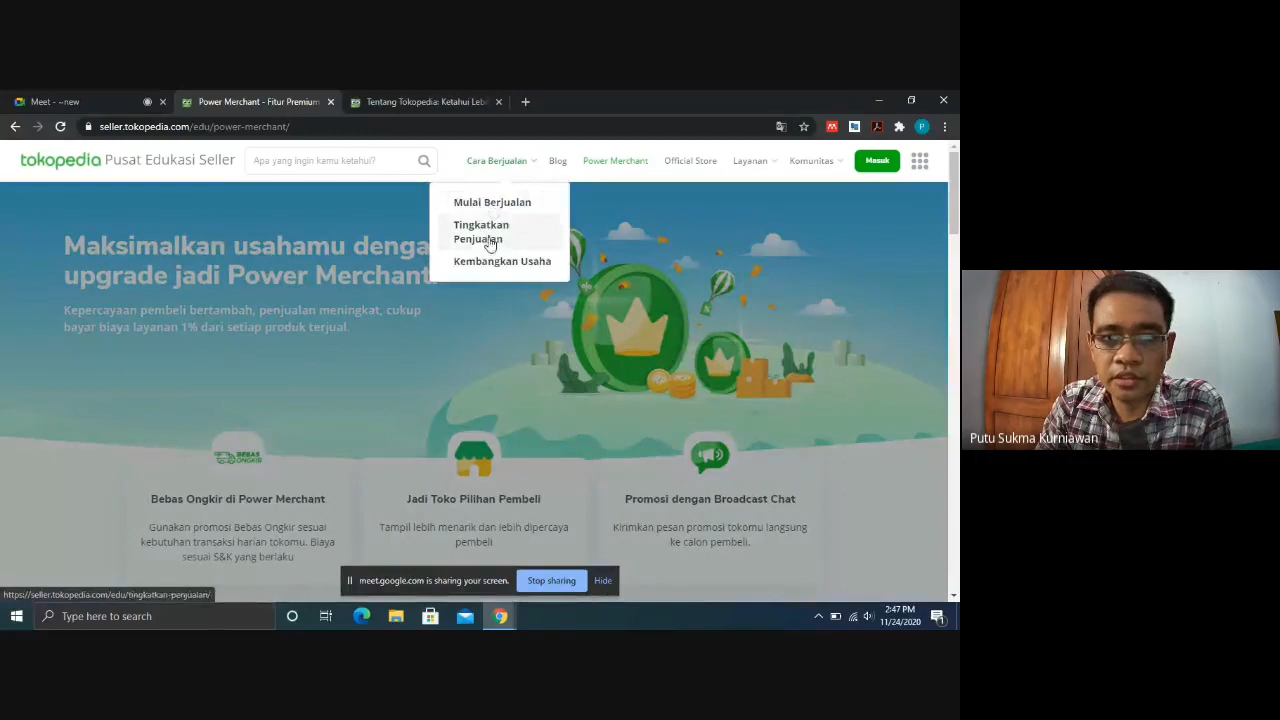 Meet - ~new
Power Merchant - Fitur Premium
Tentang Tokopedia: Ketahui Lebi
seller.tokopedia.com/edu/power-merchant/
P
tokopedia Pusat Edukasi Seller
Apa yang ingin kamu ketahui?
Cara Berjualan
Blog
Power Merchant
Official Store
Layanan
Komunitas
Masuk
Mulai Berjualan
Tingkatkan
Penjualan
Kembangkan Usaha
Maksimalkan usahamu denga
upgrade jadi Power Merchant.
Kepercayaan pembeli bertambah, penjualan meningkat, cukup
bayar biaya layanan 1% dari setiap produk terjual.
BEBAS
ONGKIR
Bebas Ongkir di Power Merchant
Gunakan promosi Bebas Ongkir sesuai
kebutuhan transaksi harian tokomu. Biaya
sesuai S&K yang berlaku
Jadi Toko Pilihan Pembeli
Tampil lebih menarik dan lebih dipercaya
pembeli
Promosi dengan Broadcast Chat
Kirimkan pesan promosi tokomu langsung
ke calon pembeli.
meet.google.com is sharing your screen.
Stop sharing
Hide
https://seller.tokopedia.com/edu/tingkatkan-penjualan/
Type here to search
2:47 PM
11/24/2020
1
Putu Sukma Kurniawan